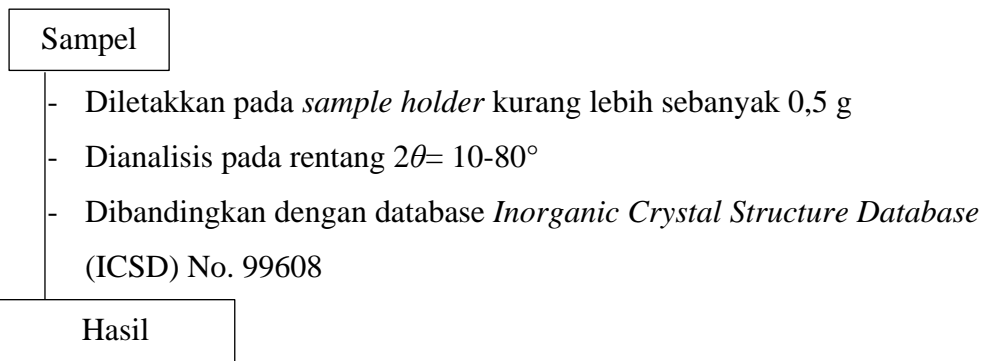 Sampel
- Diletakkan pada sample holder kurang lebih sebanyak 0,5 g
- Dianalisis pada rentang 2θ= 10-80°
- Dibandingkan dengan database Inorganic Crystal Structure Database
(ICSD) No. 99608
Hasil